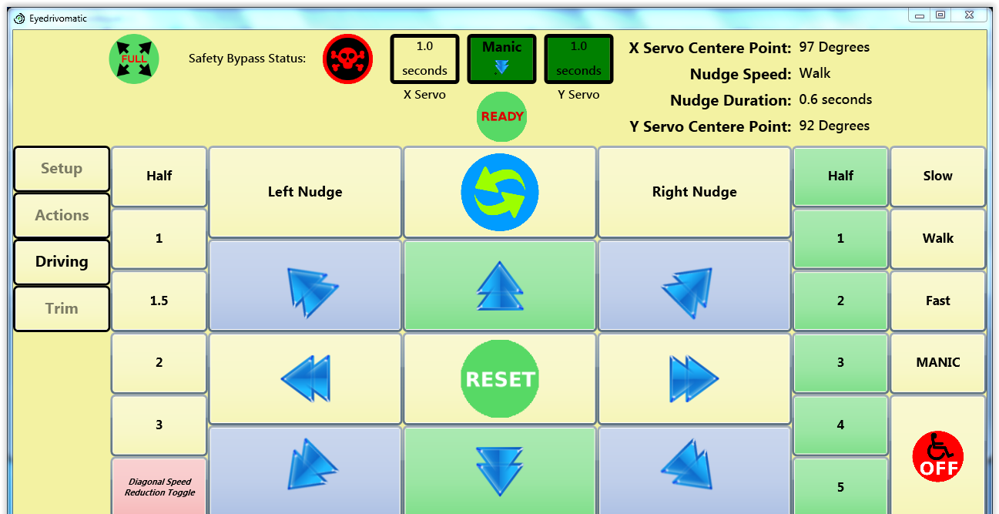 Eyedrivomatic
FULL
Safety Bypass Status:
1.0
seconds
X Servo
Manic
1.0
seconds
Y Servo
READY
X Servo Centere Point: 97 Degrees
Nudge Speed: Walk
Nudge Duration: 0.6 seconds
Y Servo Centere Point: 92 Degrees
Setup
Actions
Driving
Trim
Half
1
1.5
2
3
Diagonal Speed
Reduction Toggle
Left Nudge
Right Nudge
RESET
Half
1
2
3
4
5
Slow
Walk
Fast
MANIC
OFF